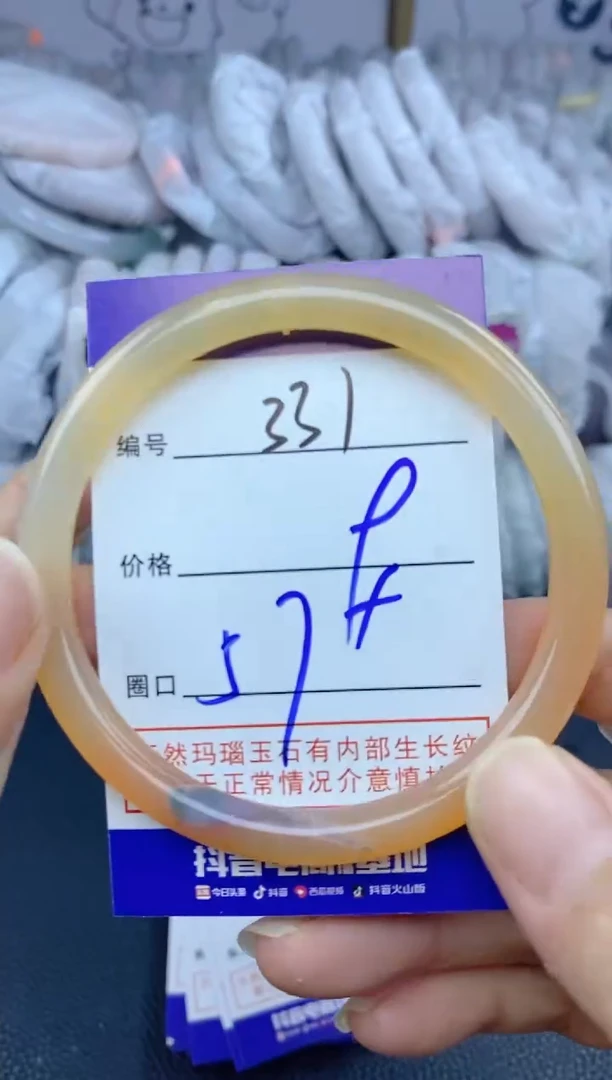 编号 331
价格
圈口 57
然玛瑙玉石有内部生长纹
正常情况介意慎
今日头条 抖音 西瓜视频 抖音火山版